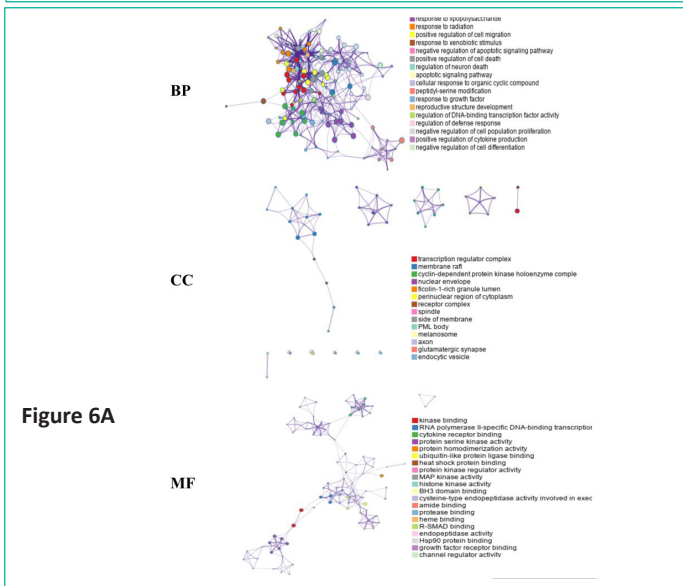 response to lipopolysaccharide
response to radiation
positive regulation of cell migration
response to xenobiotic stimulus
negative regulation of apoptotic signaling pathway
positive regulation of cell death
regulation of neuron death
apoptotic signaling pathway
cellular response to organic cyclic compound
peptidyl-serine modification
response to growth factor
reproductive structure development
regulation of DNA-binding transcription factor activity
regulation of defense response
negative regulation of cell population proliferation
positive regulation of cytokine production
negative regulation of cell differentiation
BP
transcription regulator complex
membrane raft
cyclin-dependent protein kinase holoenzyme comple
nuclear envelope
ficolin-1-rich granule lumen
perinuclear region of cytoplasm
receptor complex
spindle
side of membrane
PML body
melanosome
axon
glutamatergic synapse
endocytic vesicle
CC
Figure 6A
kinase binding
RNA polymerase II-specific DNA-binding transcription
cytokine receptor binding
protein serine kinase activity
protein homodimerization activity
ubiquitin-like protein ligase binding
heat shock protein binding
protein kinase regulator activity
MAP kinase activity
histone kinase activity
BH3 domain binding
cysteine-type endopeptidase activity involved in exec
amide binding
protease binding
heme binding
R-SMAD binding
endopeptidase activity
Hsp90 protein binding
growth factor receptor binding
channel regulator activity
MF